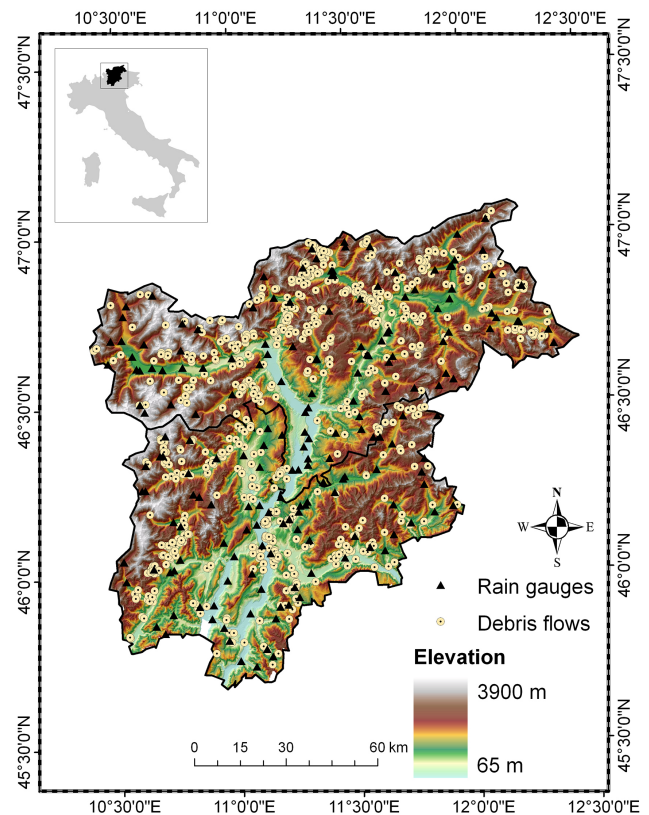 10°30'0"E 11°0'0"E 11°30'0"E 12°0'0"E 12°30'0"E
47°30'0"N 47°30'0"N
47°0'0"N 47°0'0"N
46°30'0"N 46°30'0"N
N
W E
S
46°0'0"N 46°0'0"N
Rain gauges
Debris flows
Elevation
3900 m
65 m
0 15 30 60 km
45°30'0"N 45°30'0"N
10°30'0"E 11°0'0"E 11°30'0"E 12°0'0"E 12°30'0"E